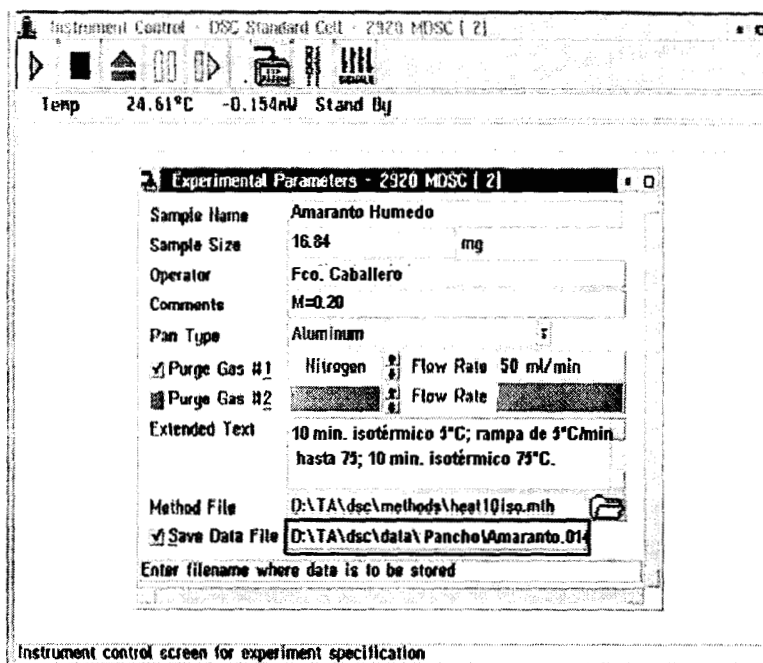 Instrument Control - DSC Standard Cell - 2920 MDSC [ 2]
Temp 24.61°C -0.154mW Stand By
Experimental Parameters - 2920 MDSC [ 2]
Sample Name Amaranto Humedo
Sample Size 16.84 mg
Operator Fco. Caballero
Comments M=0.20
Pan Type Aluminum
Purge Gas #1 Nitrogen Flow Rate 50 ml/min
Purge Gas #2 Flow Rate
Extended Text 10 min. isotérmico 5°C; rampa de 5°C/min
hasta 75; 10 min. isotérmico 75°C.
Method File D:\TA\dsc\methods\heat10iso.mth
Save Data File D:\TA\dsc\data\ Pancho\Amaranto.014
Enter filename where data is to be stored
Instrument control screen for experiment specification